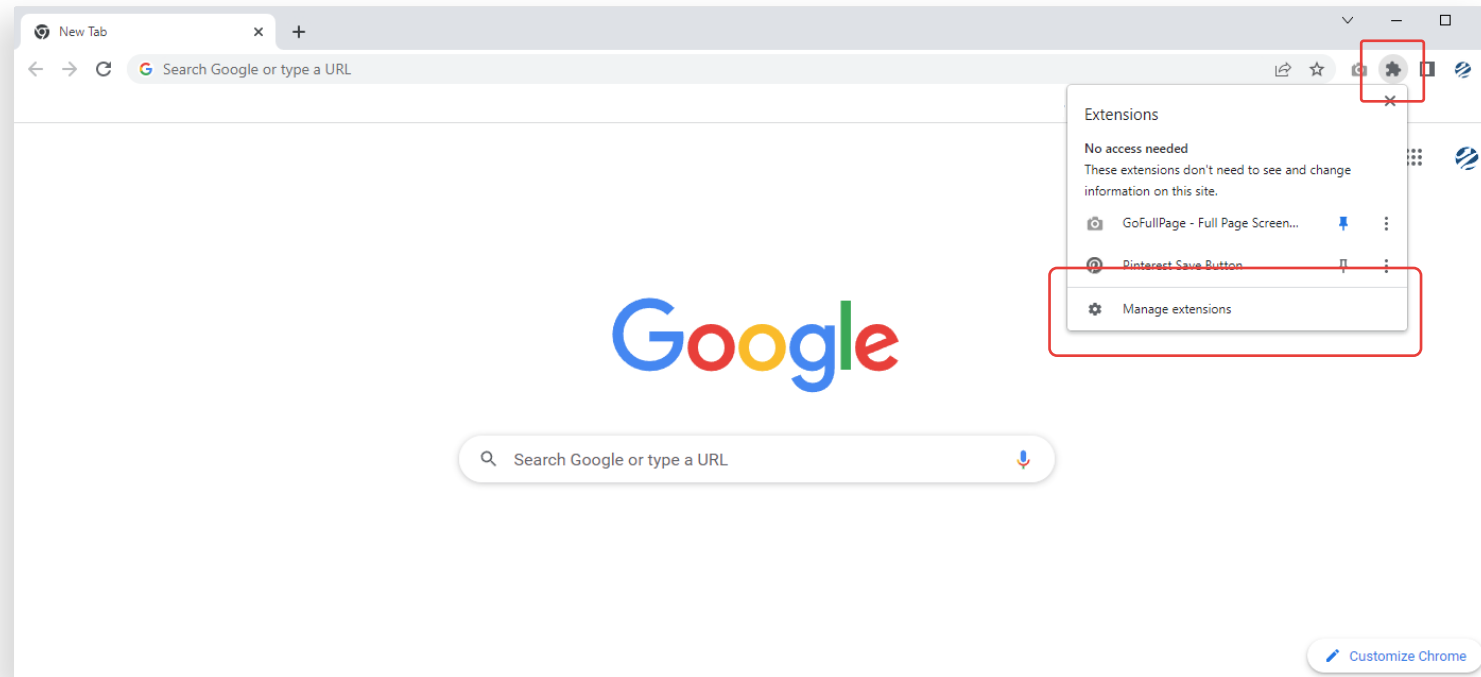 New Tab
Search Google or type a URL
Extensions
No access needed
These extensions don't need to see and change
information on this site.
GoFullPage - Full Page Screen...
Pinterest Save Button
Manage extensions
Google
Search Google or type a URL
Customize Chrome